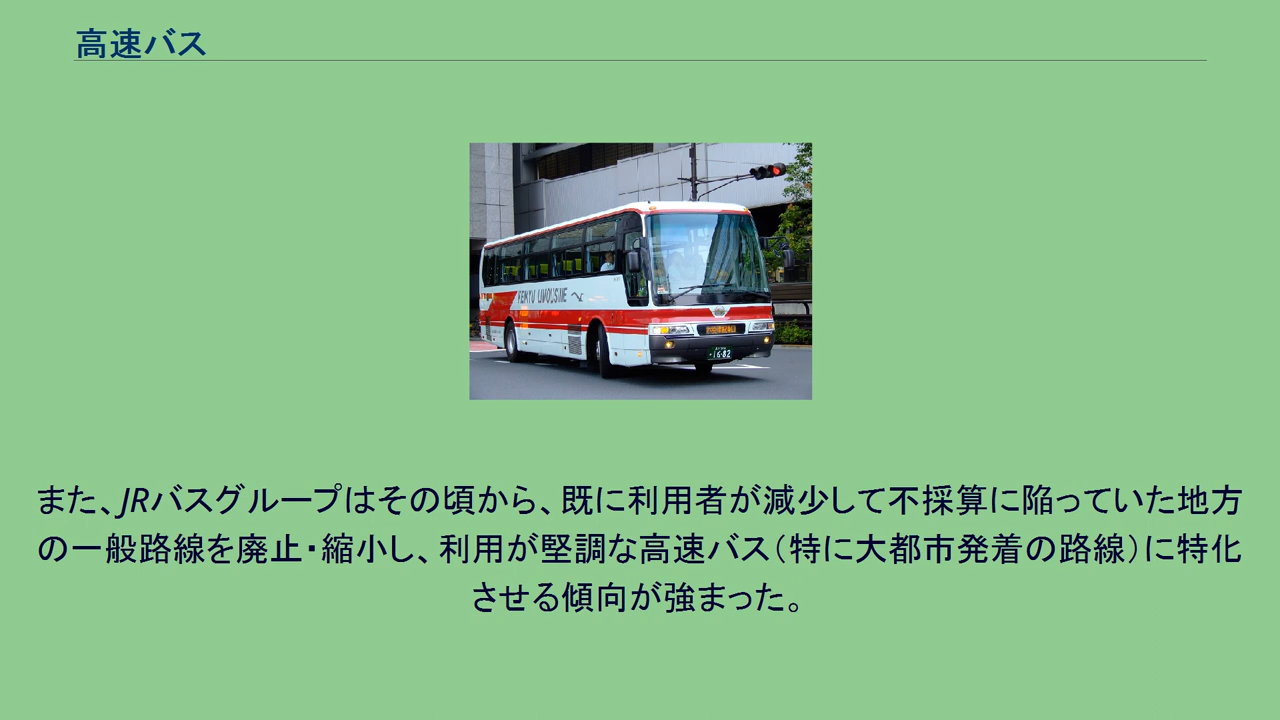 高速バス
KEIKYU LIMOUSINE
16-82
また、JRバスグループはその頃から、既に利用者が減少して不採算に陥っていた地方
の一般路線を廃止・縮小し、利用が堅調な高速バス（特に大都市発着の路線）に特化
させる傾向が強まった。